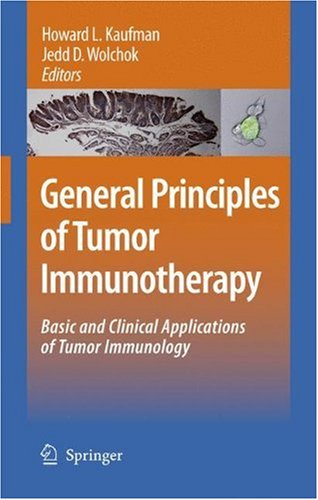 Howard L. Kaufman
Jedd D. Wolchok
Editors
General Principles
of Tumor
Immunotherapy
Basic and Clinical Applications
of Tumor Immunology
Springer